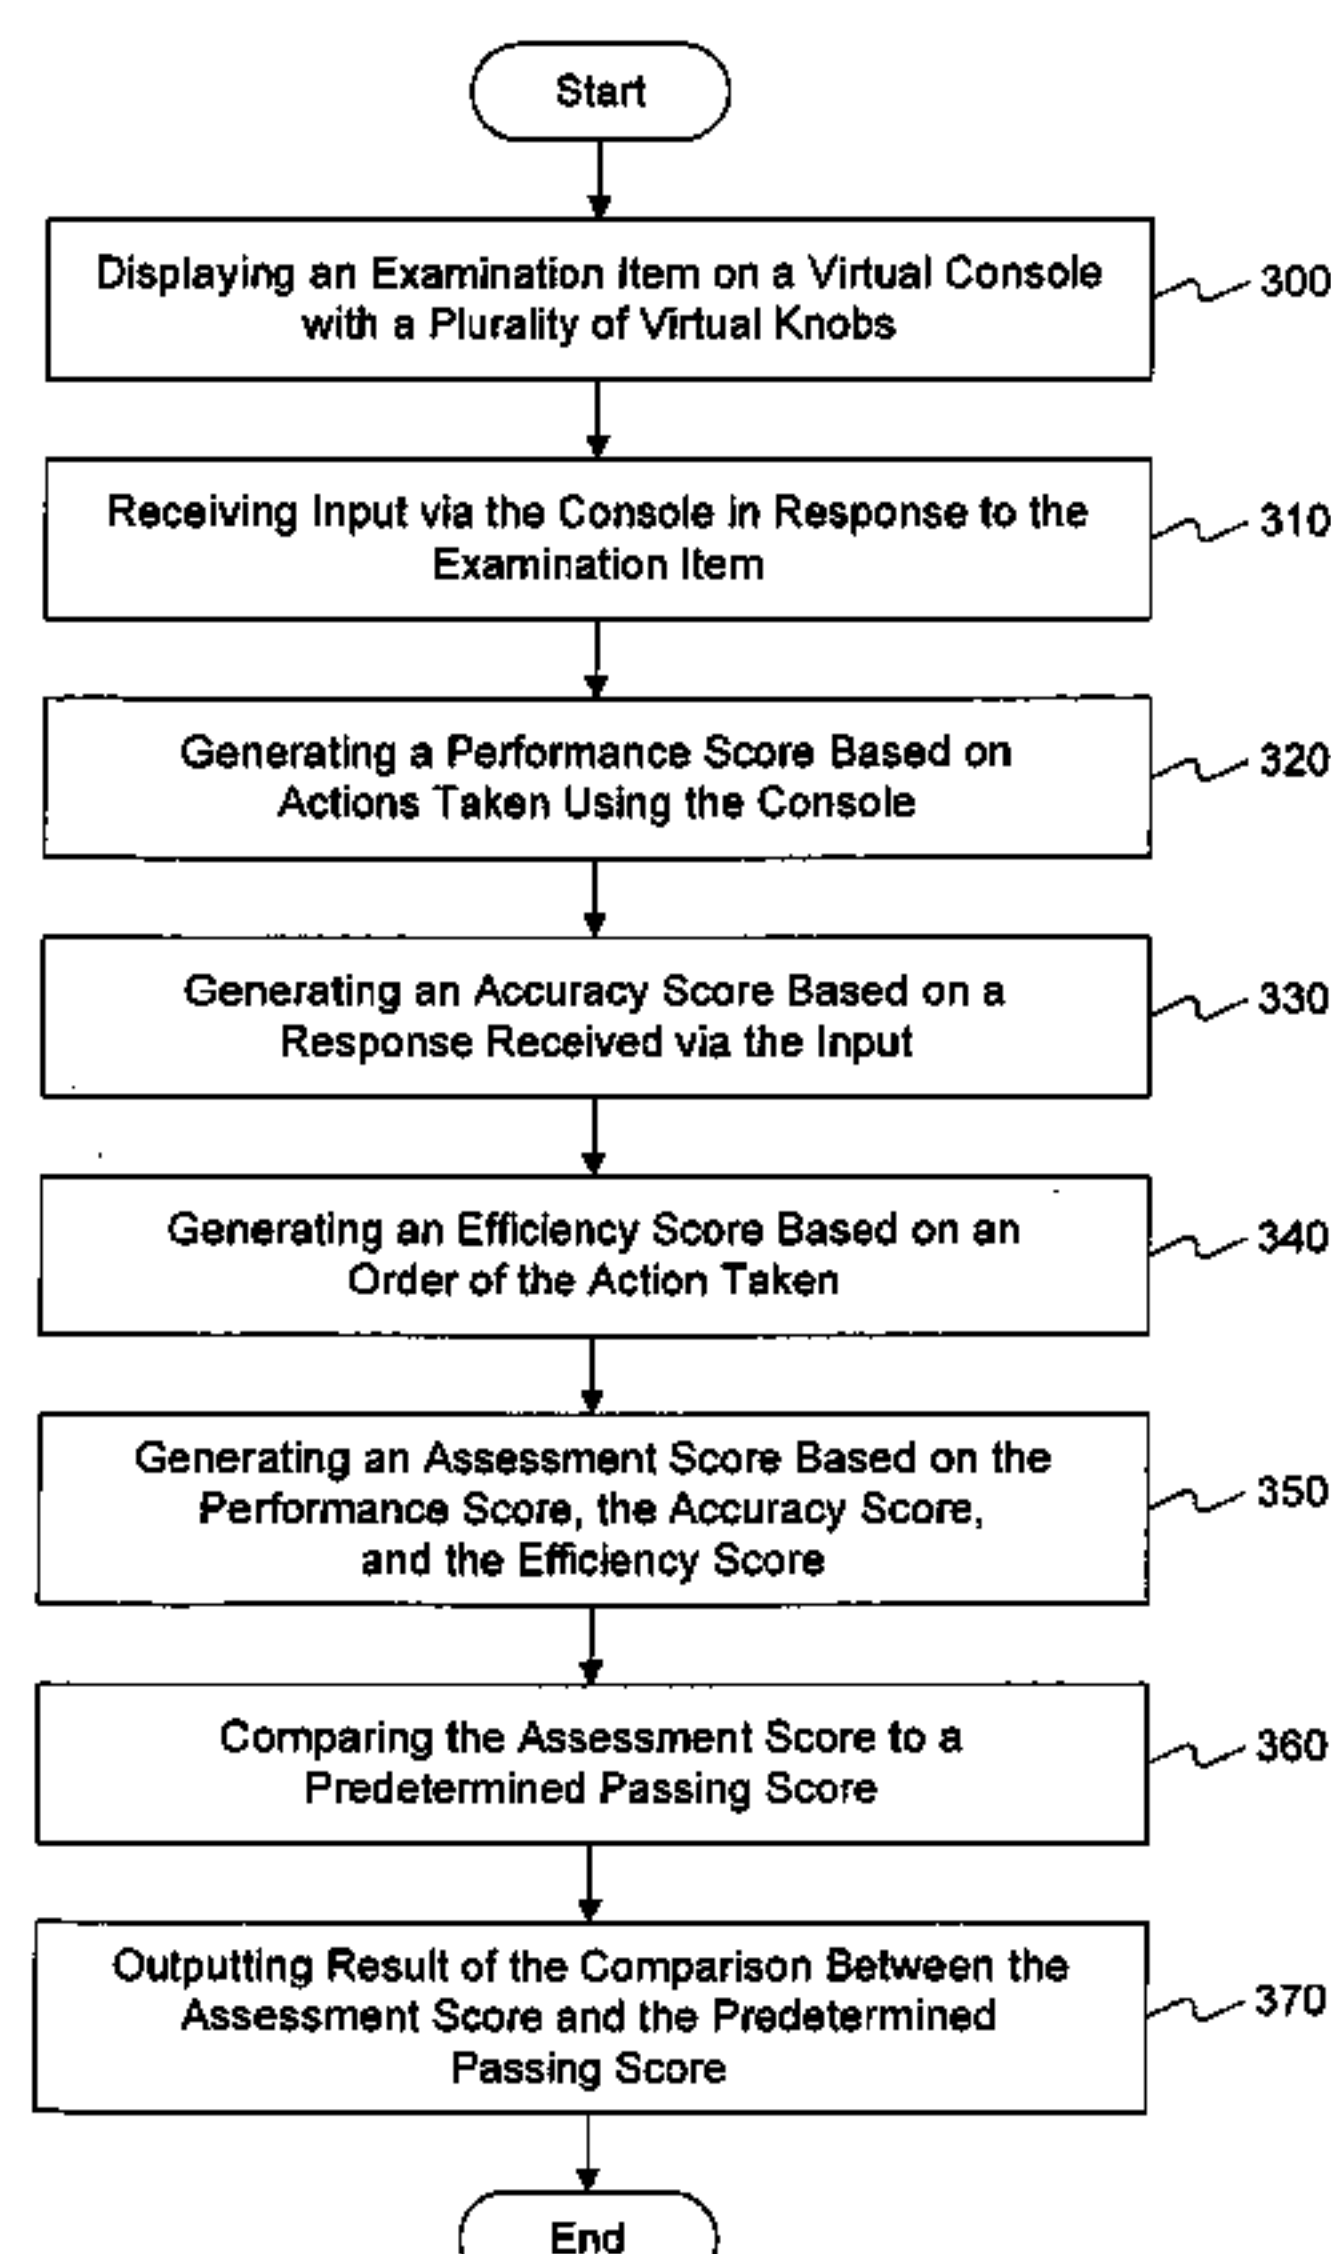 Start
Displaying an Examination Item on a Virtual Console
with a Plurality of Virtual Knobs
300
Receiving Input via the Console in Response to the
Examination Item
310
Generating a Performance Score Based on
Actions Taken Using the Console
320
Generating an Accuracy Score Based on a
Response Received via the Input
330
Generating an Efficiency Score Based on an
Order of the Action Taken
340
Generating an Assessment Score Based on the
Performance Score, the Accuracy Score,
and the Efficiency Score
350
Comparing the Assessment Score to a
Predetermined Passing Score
360
Outputting Result of the Comparison Between the
Assessment Score and the Predetermined
Passing Score
370
End